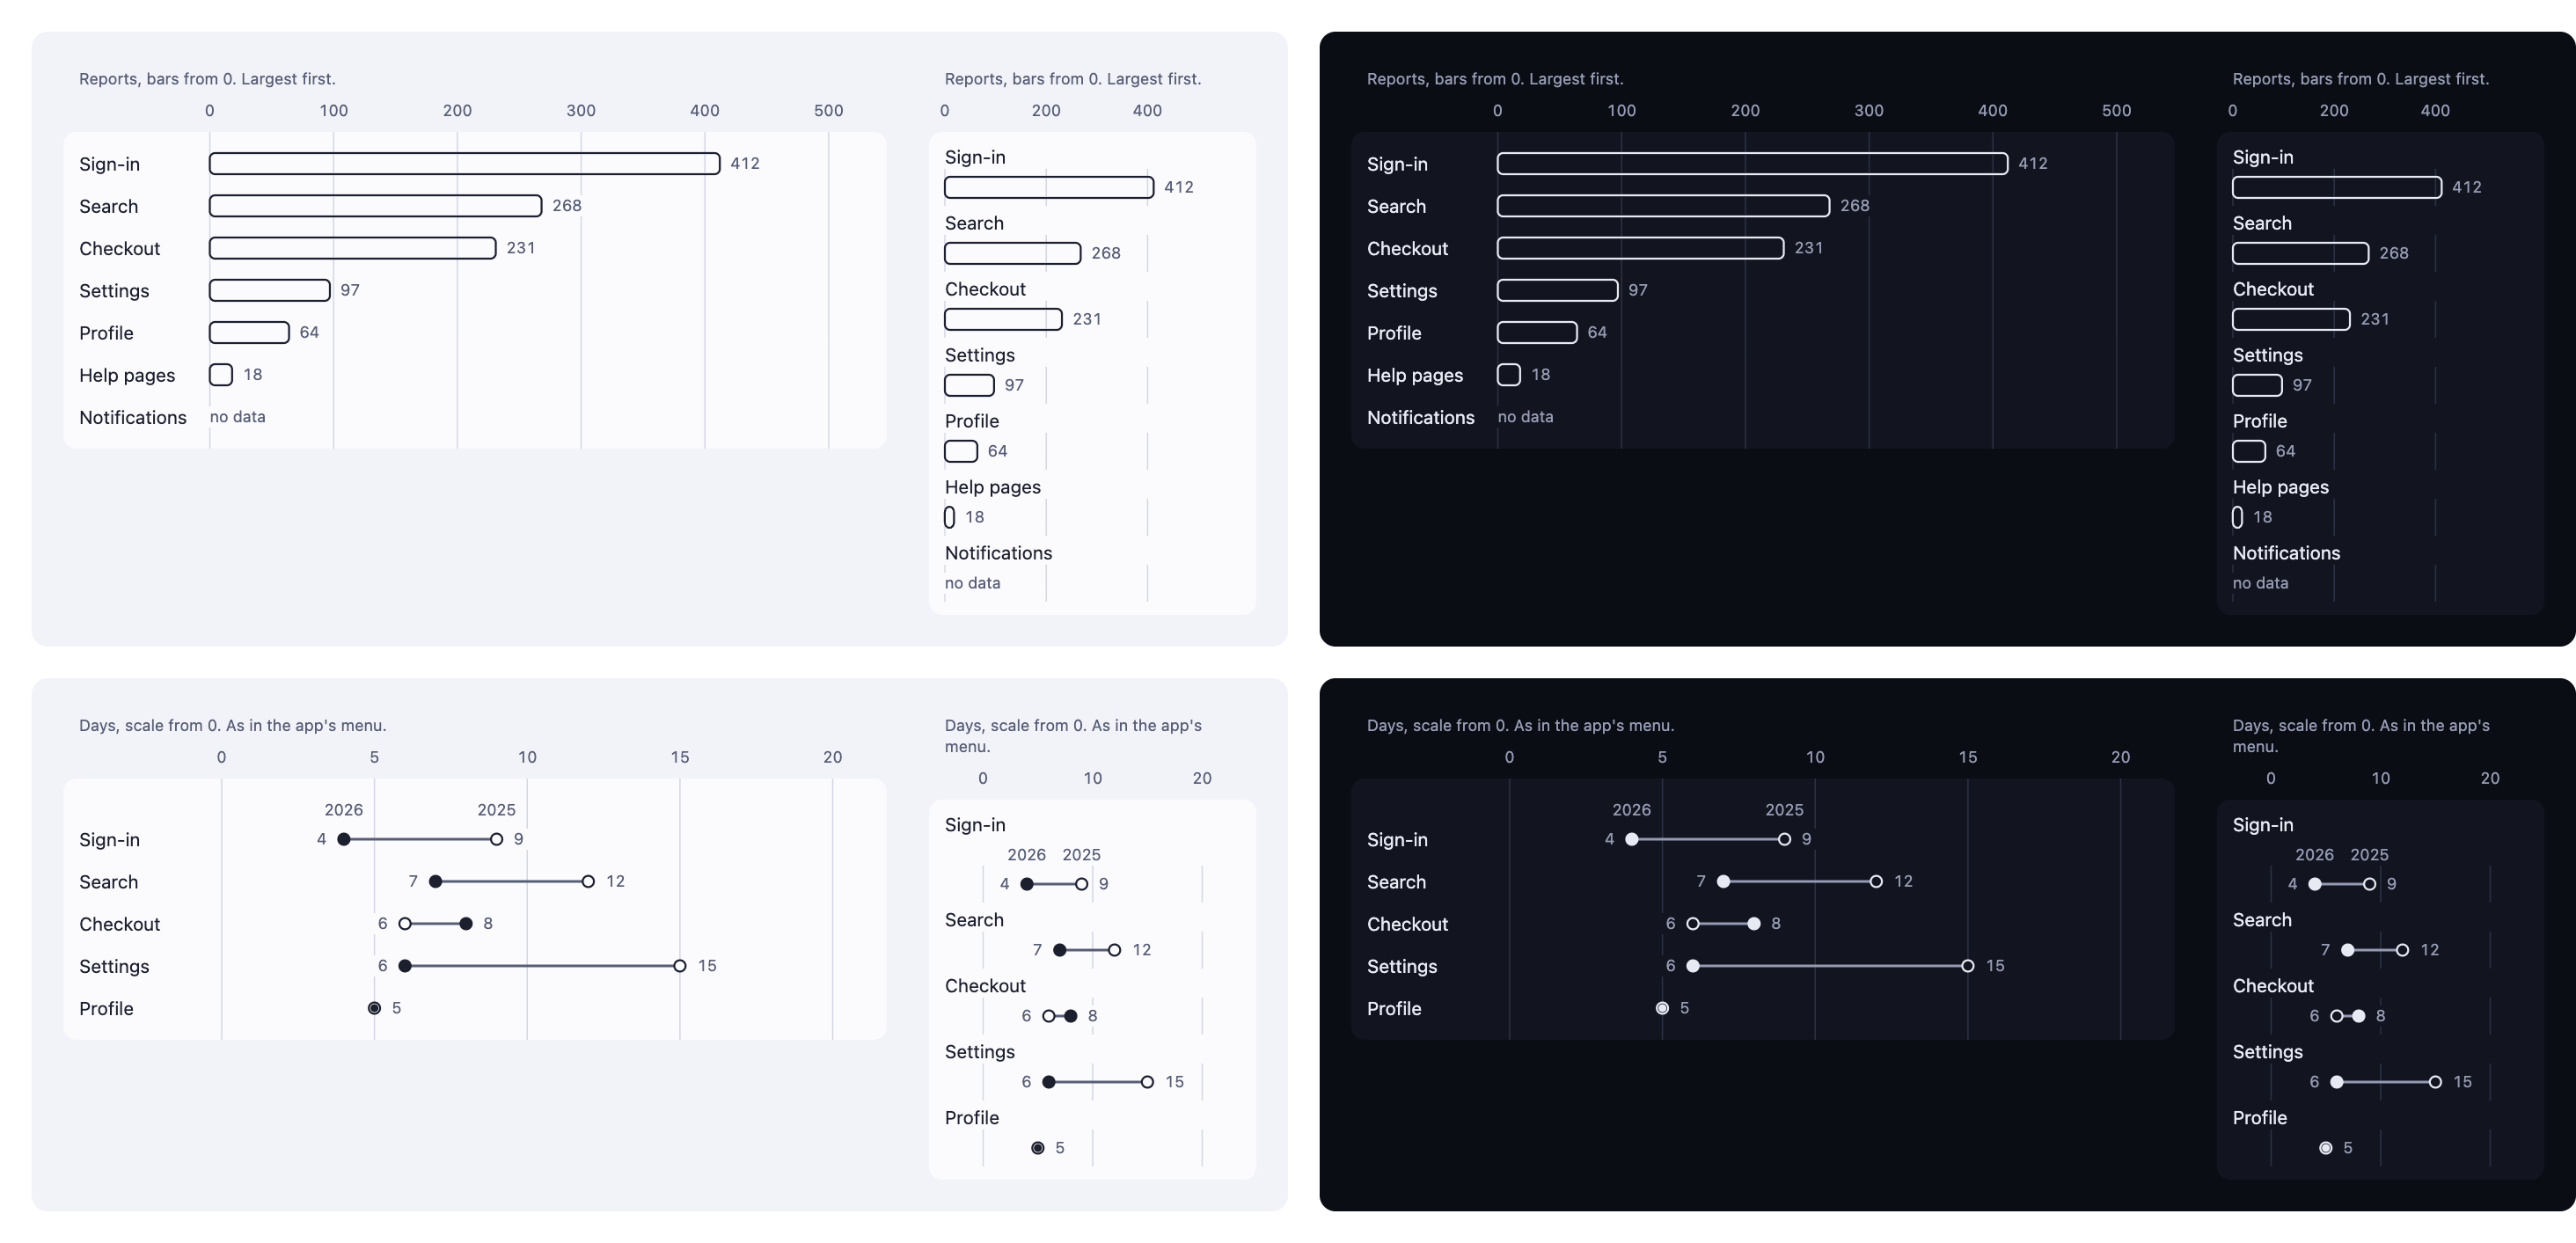 Reports, bars from 0. Largest first.
0 100 200 300 400 500
Sign-in 412
Search 268
Checkout 231
Settings 97
Profile 64
Help pages 18
Notifications no data
Reports, bars from 0. Largest first.
0 200 400
Sign-in
412
Search
268
Checkout
231
Settings
97
Profile
64
Help pages
18
Notifications
no data
Reports, bars from 0. Largest first.
0 100 200 300 400 500
Sign-in 412
Search 268
Checkout 231
Settings 97
Profile 64
Help pages 18
Notifications no data
Reports, bars from 0. Largest first.
0 200 400
Sign-in
412
Search
268
Checkout
231
Settings
97
Profile
64
Help pages
18
Notifications
no data
Days, scale from 0. As in the app's menu.
0 5 10 15 20
2026 2025
Sign-in 4 9
Search 7 12
Checkout 6 8
Settings 6 15
Profile 5
Days, scale from 0. As in the app's
menu.
0 10 20
Sign-in
2026 2025
4 9
Search
7 12
Checkout
6 8
Settings
6 15
Profile
5
Days, scale from 0. As in the app's menu.
0 5 10 15 20
2026 2025
Sign-in 4 9
Search 7 12
Checkout 6 8
Settings 6 15
Profile 5
Days, scale from 0. As in the app's
menu.
0 10 20
Sign-in
2026 2025
4 9
Search
7 12
Checkout
6 8
Settings
6 15
Profile
5